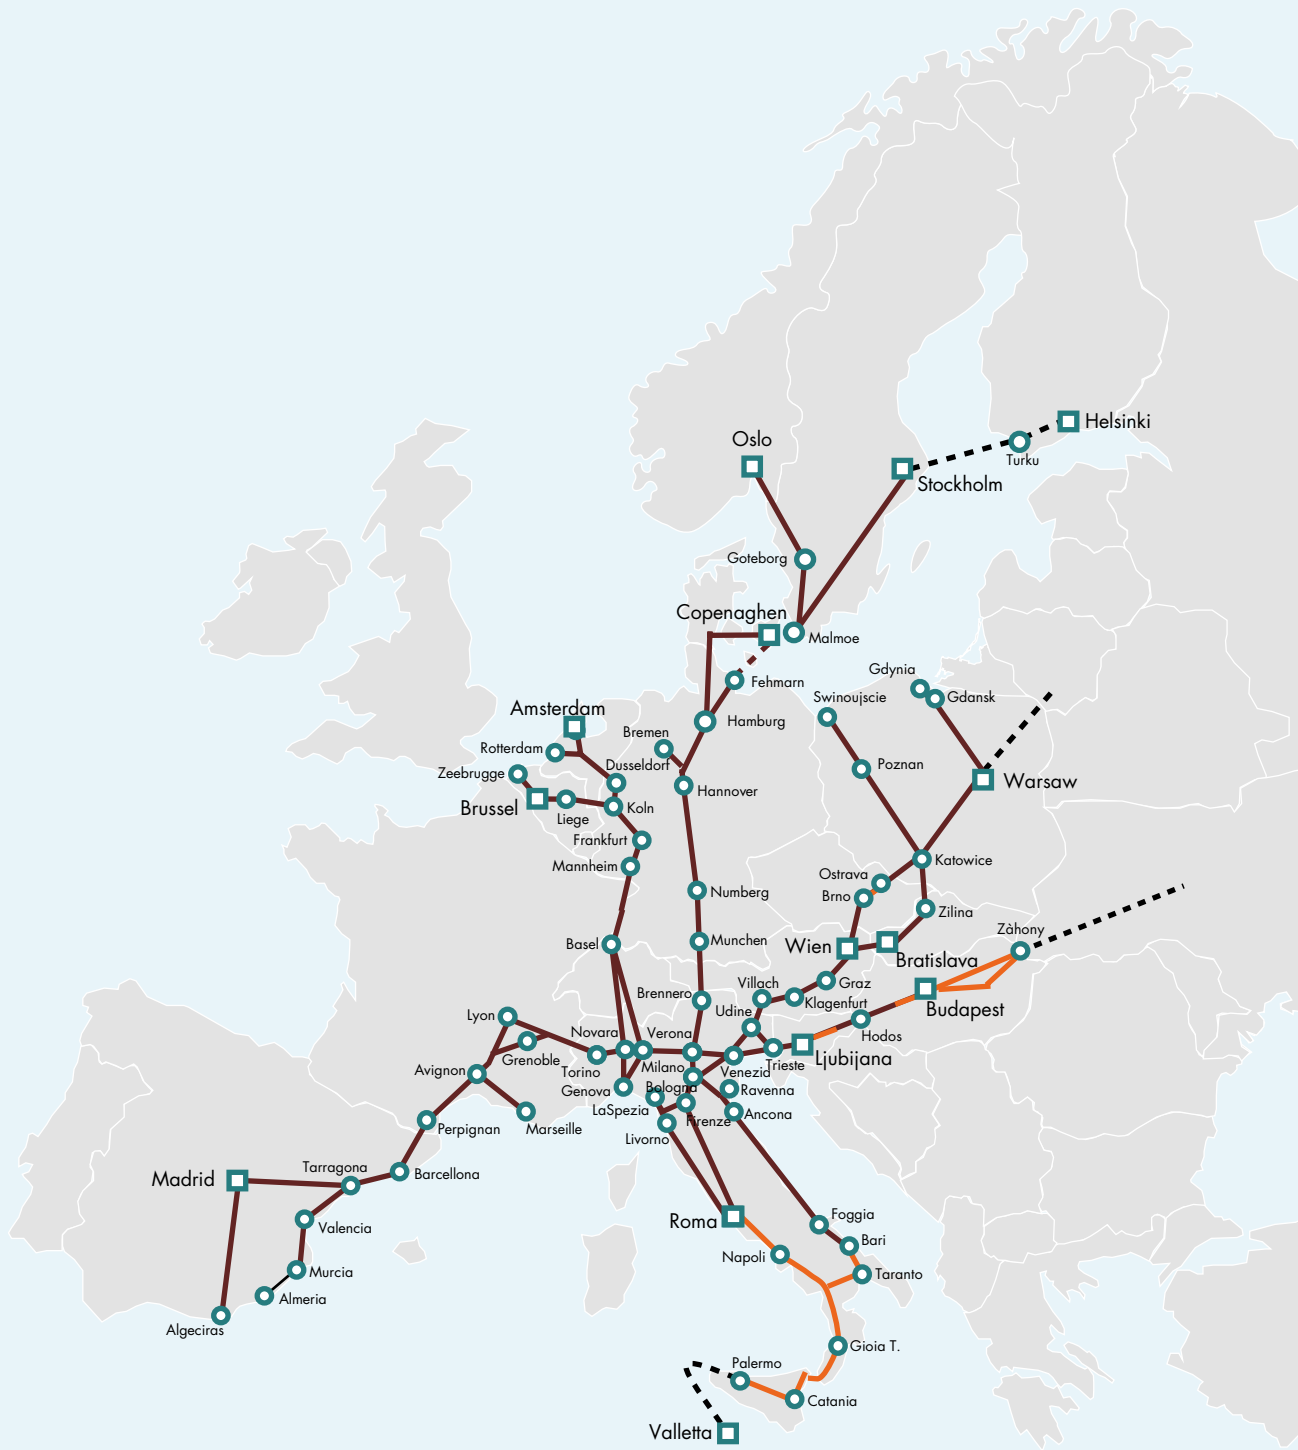 Helsinki
Oslo
Turku
Stockholm
Goteborg
Copenaghen
Malmoe
Gdynia
Fehmarn
Swinoujscie
Gdansk
Amsterdam
Hamburg
Bremen
Rotterdam
Dusseldorf
Poznan
Zeebrugge
Warsaw
Hannover
Brussel
Koln
Liege
Frankfurt
Katowice
Mannheim
Ostrava
Numberg
Brno
Zilina
Zàhony
Basel
Munchen
Wien
Bratislava
Villach
Graz
Brennero
Klagenfurt
Budapest
Udine
Lyon
Novara
Verona
Hodos
Grenoble
Ljubijana
Avignon
Torino
Milano
Venezia
Trieste
Genova
Bologna
Ravenna
LaSpezia
Ancona
Firenze
Perpignan
Marseille
Livorno
Tarragona
Barcellona
Madrid
Foggia
Roma
Valencia
Bari
Napoli
Murcia
Taranto
Almeria
Algeciras
Gioia T.
Palermo
Catania
Valletta